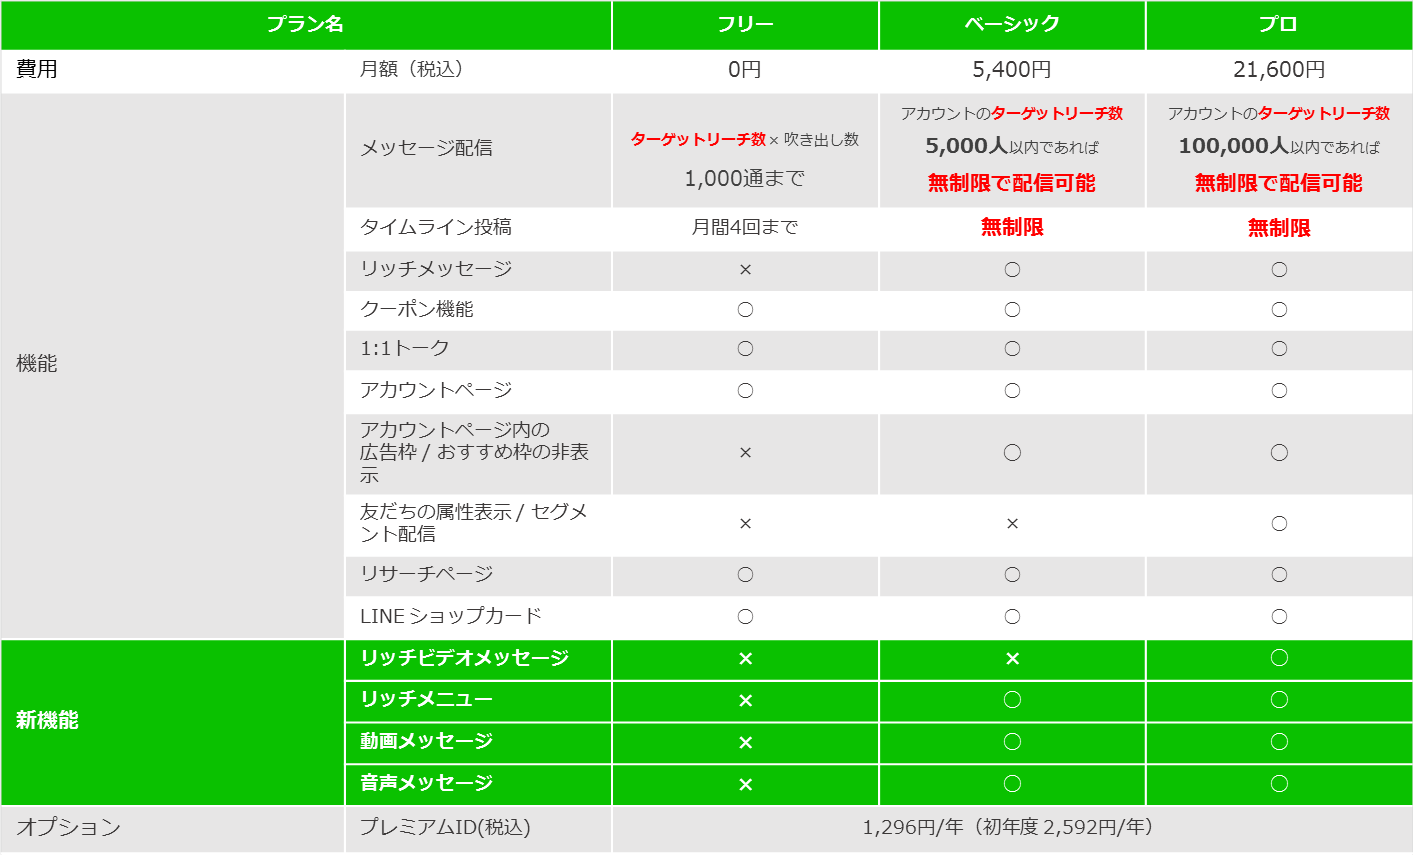 プラン名 フリー ベーシック プロ
費用 月額（税込） 0円 5,400円 21,600円
機能
メッセージ配信
ターゲットリーチ数 × 吹き出し数
1,000通まで
アカウントのターゲットリーチ数
5,000人以内であれば
無制限で配信可能
アカウントのターゲットリーチ数
100,000人以内であれば
無制限で配信可能
タイムライン投稿 月間4回まで 無制限 無制限
リッチメッセージ × ○ ○
クーポン機能 ○ ○ ○
1:1トーク ○ ○ ○
アカウントページ ○ ○ ○
アカウントページ内の
広告枠 / おすすめ枠の非表
示
× ○ ○
友だちの属性表示 / セグメ
ント配信
× × ○
リサーチページ ○ ○ ○
LINE ショップカード ○ ○ ○
新機能
リッチビデオメッセージ × × ○
リッチメニュー × ○ ○
動画メッセージ × ○ ○
音声メッセージ × ○ ○
オプション プレミアムID(税込) 1,296円/年（初年度 2,592円/年）